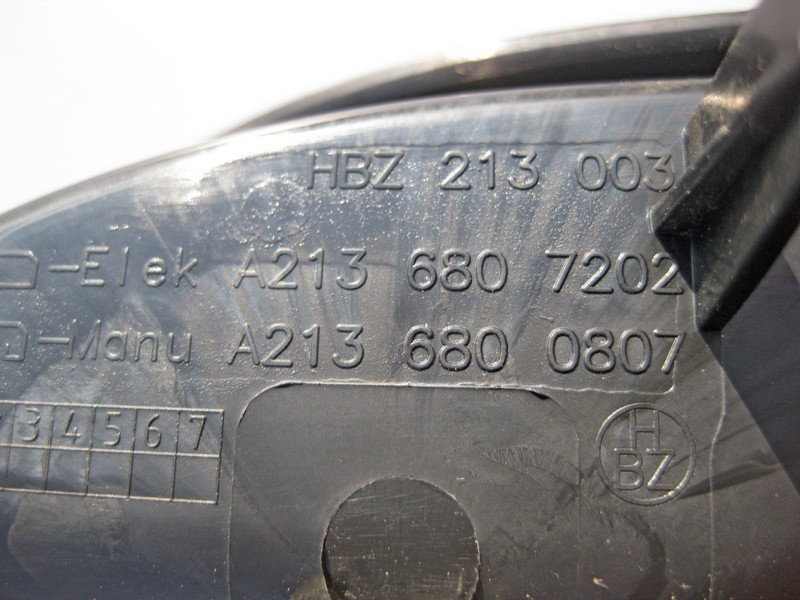 HBZ 213 003
-Elek A213 680 7202
-Manu A213 680 0807
3 4 5 6 7
H
BZ